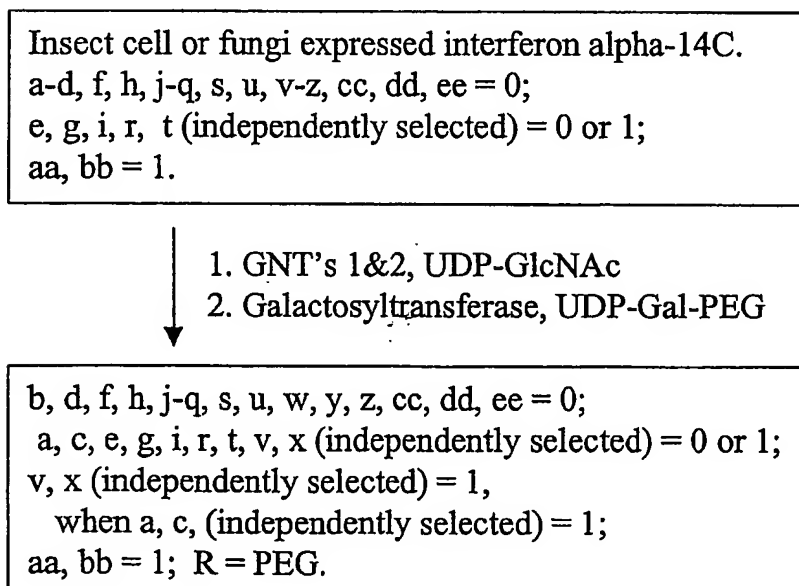 Insect cell or fungi expressed interferon alpha-14C.
a-d, f, h, j-q, s, u, v-z, cc, dd, ee = 0;
e, g, i, r, t (independently selected) = 0 or 1;
aa, bb = 1.
1. GNT's 1&2, UDP-GlcNAc
2. Galactosyltransferase, UDP-Gal-PEG
b, d, f, h, j-q, s, u, w, y, z, cc, dd, ee = 0;
a, c, e, g, i, r, t, v, x (independently selected) = 0 or 1;
v, x (independently selected) = 1,
when a, c, (independently selected) = 1;
aa, bb = 1; R = PEG.